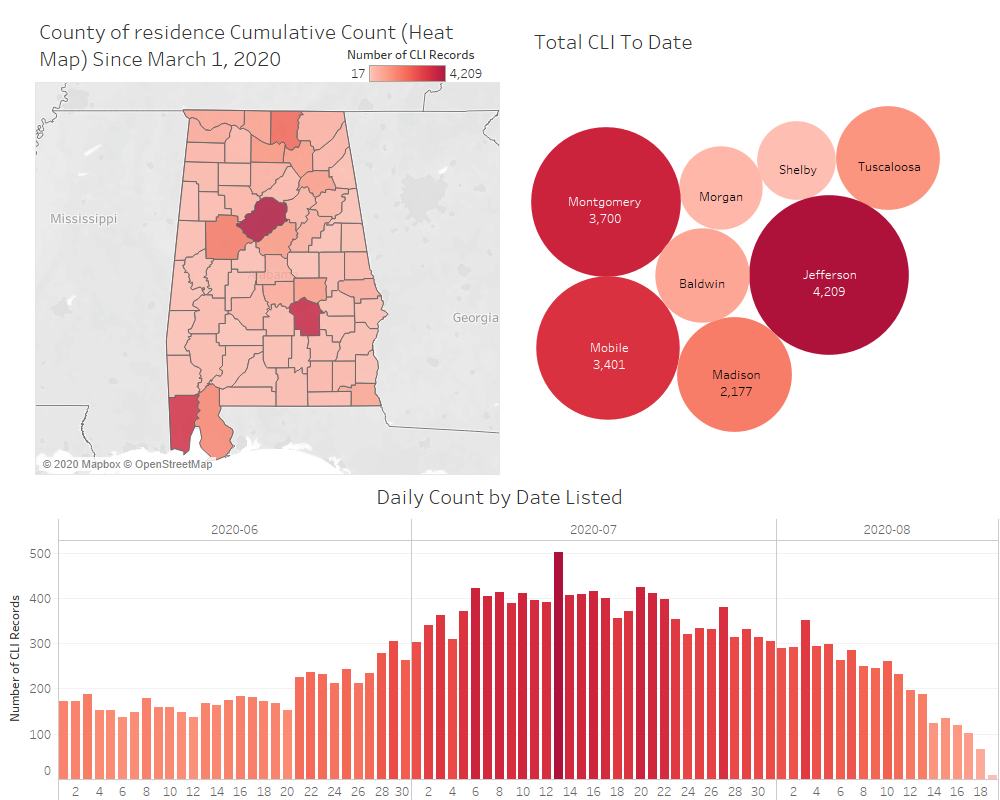 County of residence Cumulative Count (Heat
Map) Since March 1, 2020
Number of CLI Records
17 4,209
Mississippi
Alabama
Georgia
© 2020 Mapbox © OpenStreetMap
Total CLI To Date
Montgomery
3,700
Morgan
Shelby
Tuscaloosa
Baldwin
Jefferson
4,209
Mobile
3,401
Madison
2,177
Daily Count by Date Listed
2020-06 2020-07 2020-08
Number of CLI Records
500
400
300
200
100
0
2 4 6 8 10 12 14 16 18 20 22 24 26 28 30 2 4 6 8 10 12 14 16 18 20 22 24 26 28 30 2 4 6 8 10 12 14 16 18